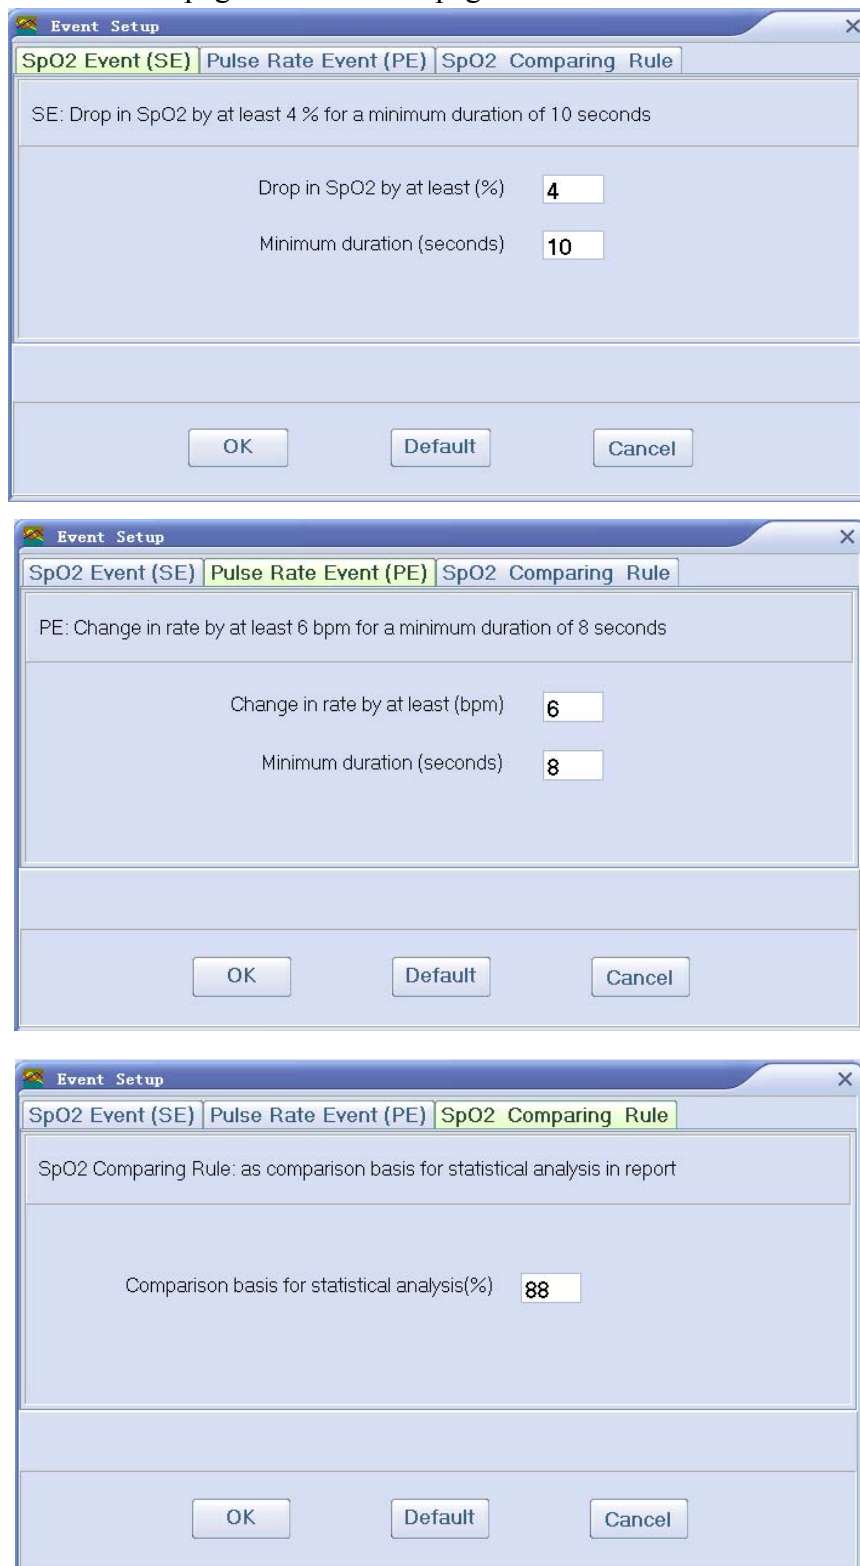 Event Setup
SpO2 Event (SE) Pulse Rate Event (PE) SpO2 Comparing Rule
SE: Drop in SpO2 by at least 4 % for a minimum duration of 10 seconds
Drop in SpO2 by at least (%) 4
Minimum duration (seconds) 10
OK Default Cancel
Event Setup
SpO2 Event (SE) Pulse Rate Event (PE) SpO2 Comparing Rule
PE: Change in rate by at least 6 bpm for a minimum duration of 8 seconds
Change in rate by at least (bpm) 6
Minimum duration (seconds) 8
OK Default Cancel
Event Setup
SpO2 Event (SE) Pulse Rate Event (PE) SpO2 Comparing Rule
SpO2 Comparing Rule: as comparison basis for statistical analysis in report
Comparison basis for statistical analysis(%) 88
OK Default Cancel